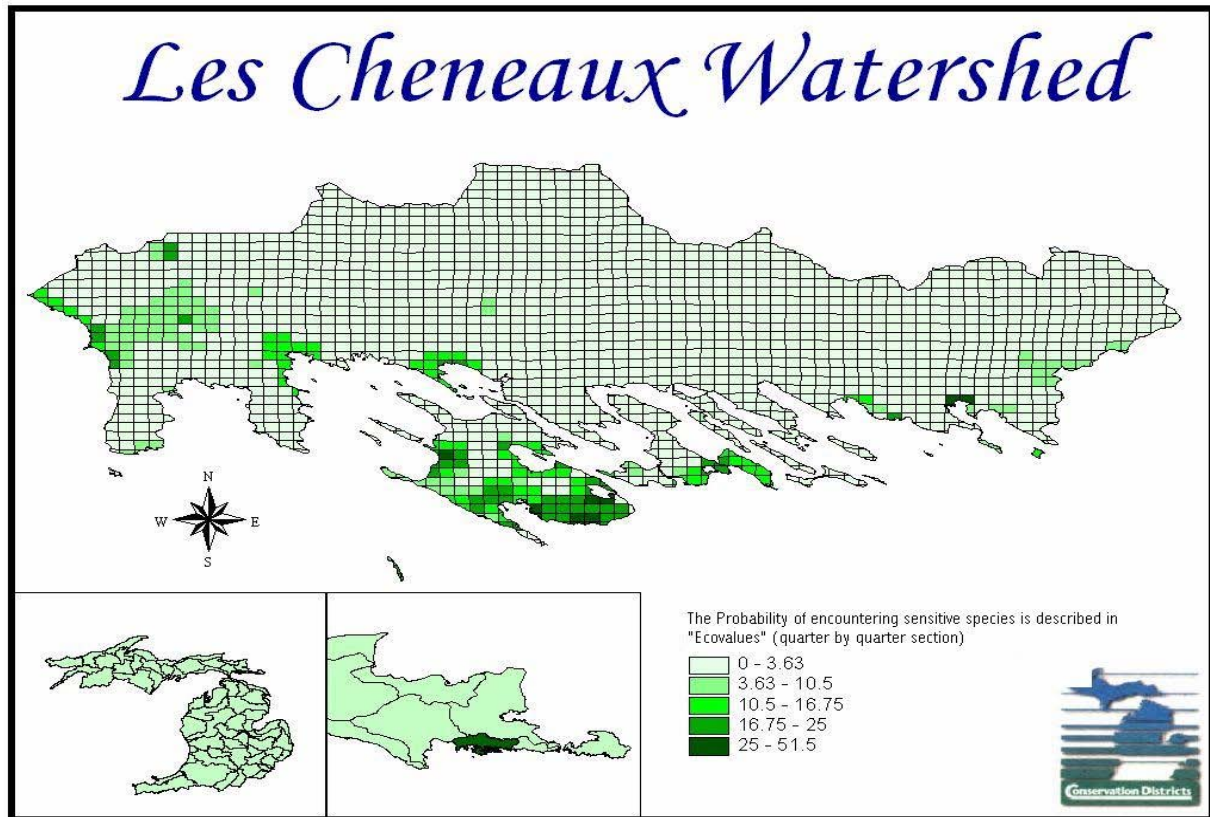 Les Cheneaux Watershed
N
W E
S
The Probability of encountering sensitive species is described in
"Ecovalues" (quarter by quarter section)
0 - 3.63
3.63 - 10.5
10.5 - 16.75
16.75 - 25
25 - 51.5
Conservation Districts